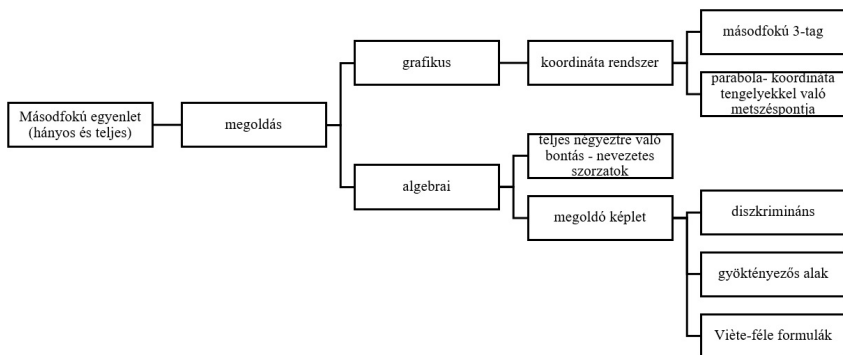 Másodfokú egyenlet
(hányos és teljes)
megoldás
grafikus
koordináta rendszer
másodfokú 3-tag
parabola- koordináta
tengelyekkel való
metszéspontja
algebrai
teljes négyeztre való
bontás - nevezetes
szorzatok
megoldó képlet
diszkrimináns
gyöktényezős alak
Viète-féle formulák